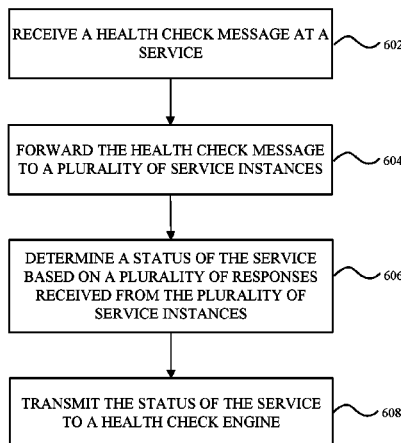 RECEIVE A HEALTH CHECK MESSAGE AT A
SERVICE
602
FORWARD THE HEALTH CHECK MESSAGE
TO A PLURALITY OF SERVICE INSTANCES
604
DETERMINE A STATUS OF THE SERVICE
BASED ON A PLURALITY OF RESPONSES
RECEIVED FROM THE PLURALITY OF
SERVICE INSTANCES
606
TRANSMIT THE STATUS OF THE SERVICE
TO A HEALTH CHECK ENGINE
608